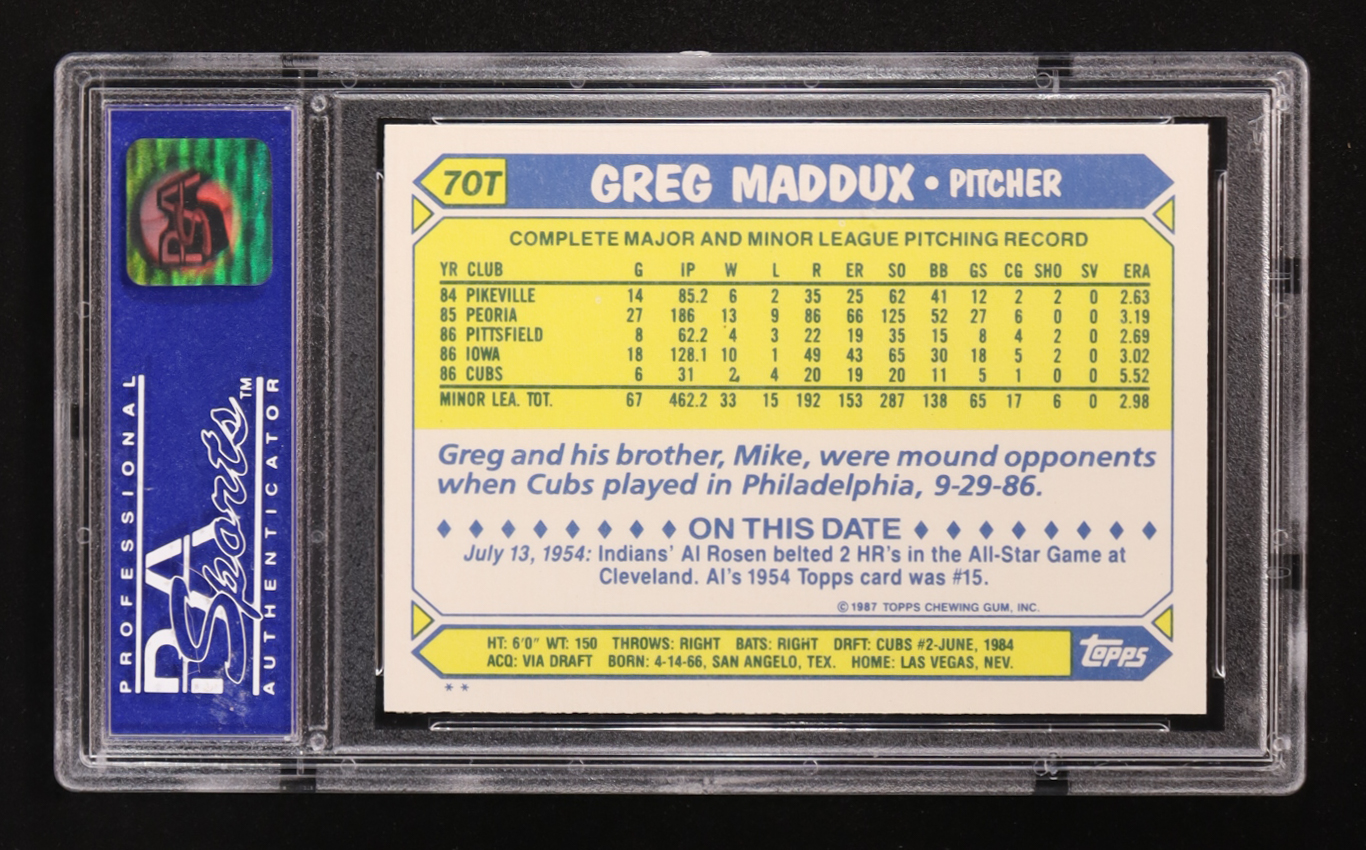 PSA
PROFESSIONAL
PSA Sports™
AUTHENTICATOR
70T GREG MADDUX • PITCHER
COMPLETE MAJOR AND MINOR LEAGUE PITCHING RECORD
YR CLUB G IP W L R ER SO BB GS CG SHO SV ERA
84 PIKEVILLE 14 85.2 6 2 35 25 62 41 12 2 2 0 2.63
85 PEORIA 27 186 13 9 86 66 125 52 27 6 0 0 3.19
86 PITTSFIELD 8 62.2 4 3 22 19 35 15 8 4 2 0 2.69
86 IOWA 18 128.1 10 1 49 43 65 30 18 5 2 0 3.02
86 CUBS 6 31 2 4 20 19 20 11 5 1 0 0 5.52
MINOR LEA. TOT. 67 462.2 33 15 192 153 287 138 65 17 6 0 2.98
Greg and his brother, Mike, were mound opponents
when Cubs played in Philadelphia, 9-29-86.
ON THIS DATE
July 13, 1954: Indians' Al Rosen belted 2 HR's in the All-Star Game at
Cleveland. Al's 1954 Topps card was #15.
© 1987 TOPPS CHEWING GUM, INC.
HT: 6'0" WT: 150 THROWS: RIGHT BATS: RIGHT DRFT: CUBS #2-JUNE, 1984
ACQ: VIA DRAFT BORN: 4-14-66, SAN ANGELO, TEX. HOME: LAS VEGAS, NEV.
topps
* *